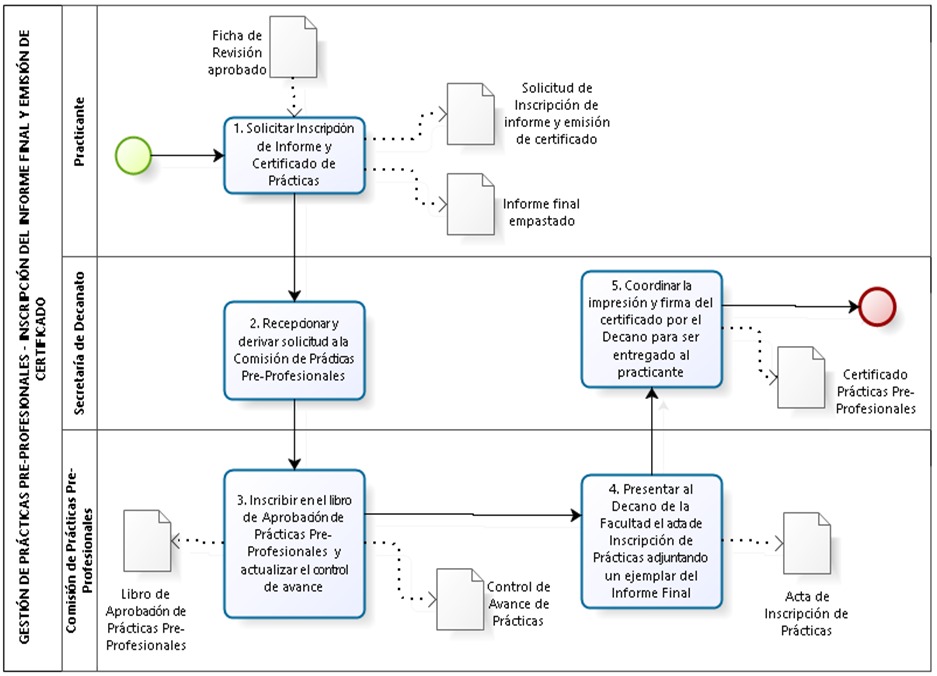 GESTIÓN DE PRÁCTICAS PRE-PROFESIONALES - INSCRIPCIÓN DEL INFORME FINAL Y EMISIÓN DE
CERTIFICADO
Practicante
Ficha de
Revisión
aprobado
1. Solicitar Inscripción
de Informe y
Certificado de
Prácticas
Solicitud de
Inscripción de
informe y emisión
de certificado
Informe final
empastado
Secretaría de Decanato
2. Recepcionar y
derivar solicitud a la
Comisión de Prácticas
Pre-Profesionales
5. Coordinar la
impresión y firma del
certificado por el
Decano para ser
entregado al
practicante
Certificado
Prácticas Pre-
Profesionales
Comisión de Prácticas Pre-
Profesionales
3. Inscribir en el libro
de Aprobación de
Prácticas Pre-
Profesionales y
actualizar el control
de avance
Libro de
Aprobación de
Prácticas Pre-
Profesionales
Control de
Avance de
Prácticas
4. Presentar al
Decano de la
Facultad el acta de
Inscripción de
Prácticas adjuntando
un ejemplar del
Informe Final
Acta de
Inscripción de
Prácticas